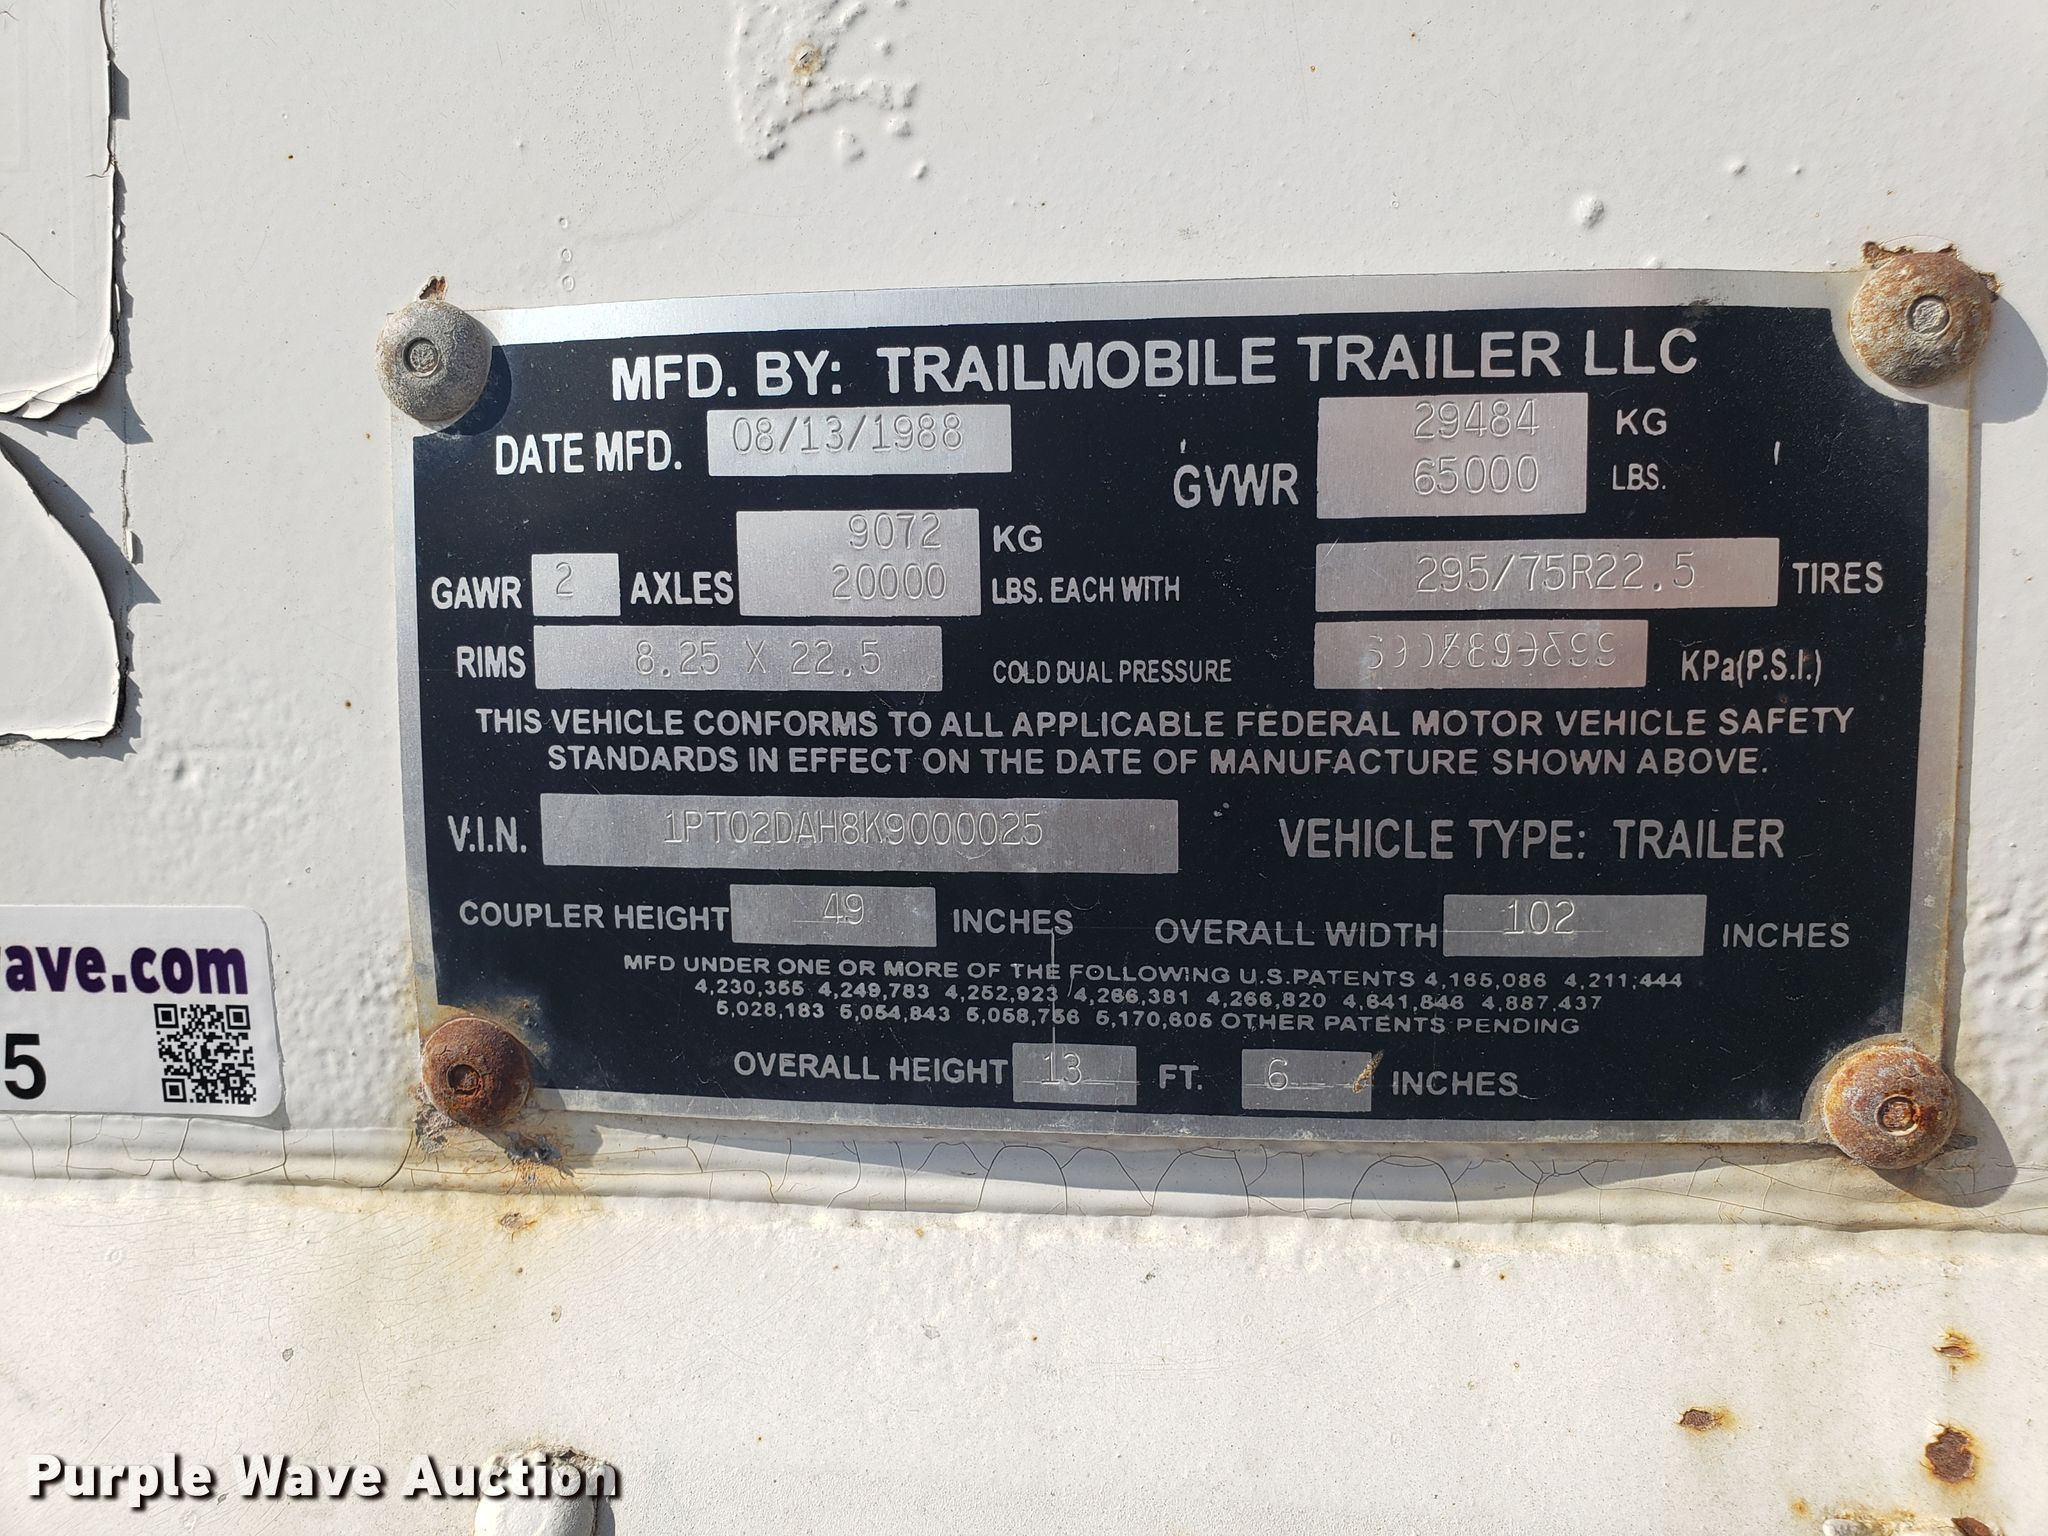 MFD. BY: TRAILMOBILE TRAILER LLC
DATE MFD. 08/13/1988
GVWR 29484 KG
65000 LBS.
GAWR 2 AXLES 9072 KG
20000 LBS. EACH WITH 295/75R22.5 TIRES
RIMS 8.25 X 22.5 COLD DUAL PRESSURE KPa(P.S.I.)
THIS VEHICLE CONFORMS TO ALL APPLICABLE FEDERAL MOTOR VEHICLE SAFETY
STANDARDS IN EFFECT ON THE DATE OF MANUFACTURE SHOWN ABOVE.
V.I.N. 1PT02DAH8K9000025 VEHICLE TYPE: TRAILER
COUPLER HEIGHT 49 INCHES OVERALL WIDTH 102 INCHES
MFD UNDER ONE OR MORE OF THE FOLLOWING U.S.PATENTS 4,165,086 4,211,444
4,230,355 4,249,783 4,252,923 4,266,381 4,266,820 4,641,846 4,887,437
5,028,183 5,054,843 5,058,756 5,170,605 OTHER PATENTS PENDING
OVERALL HEIGHT 13 FT. 6 INCHES
ave.com
5
Purple Wave Auction